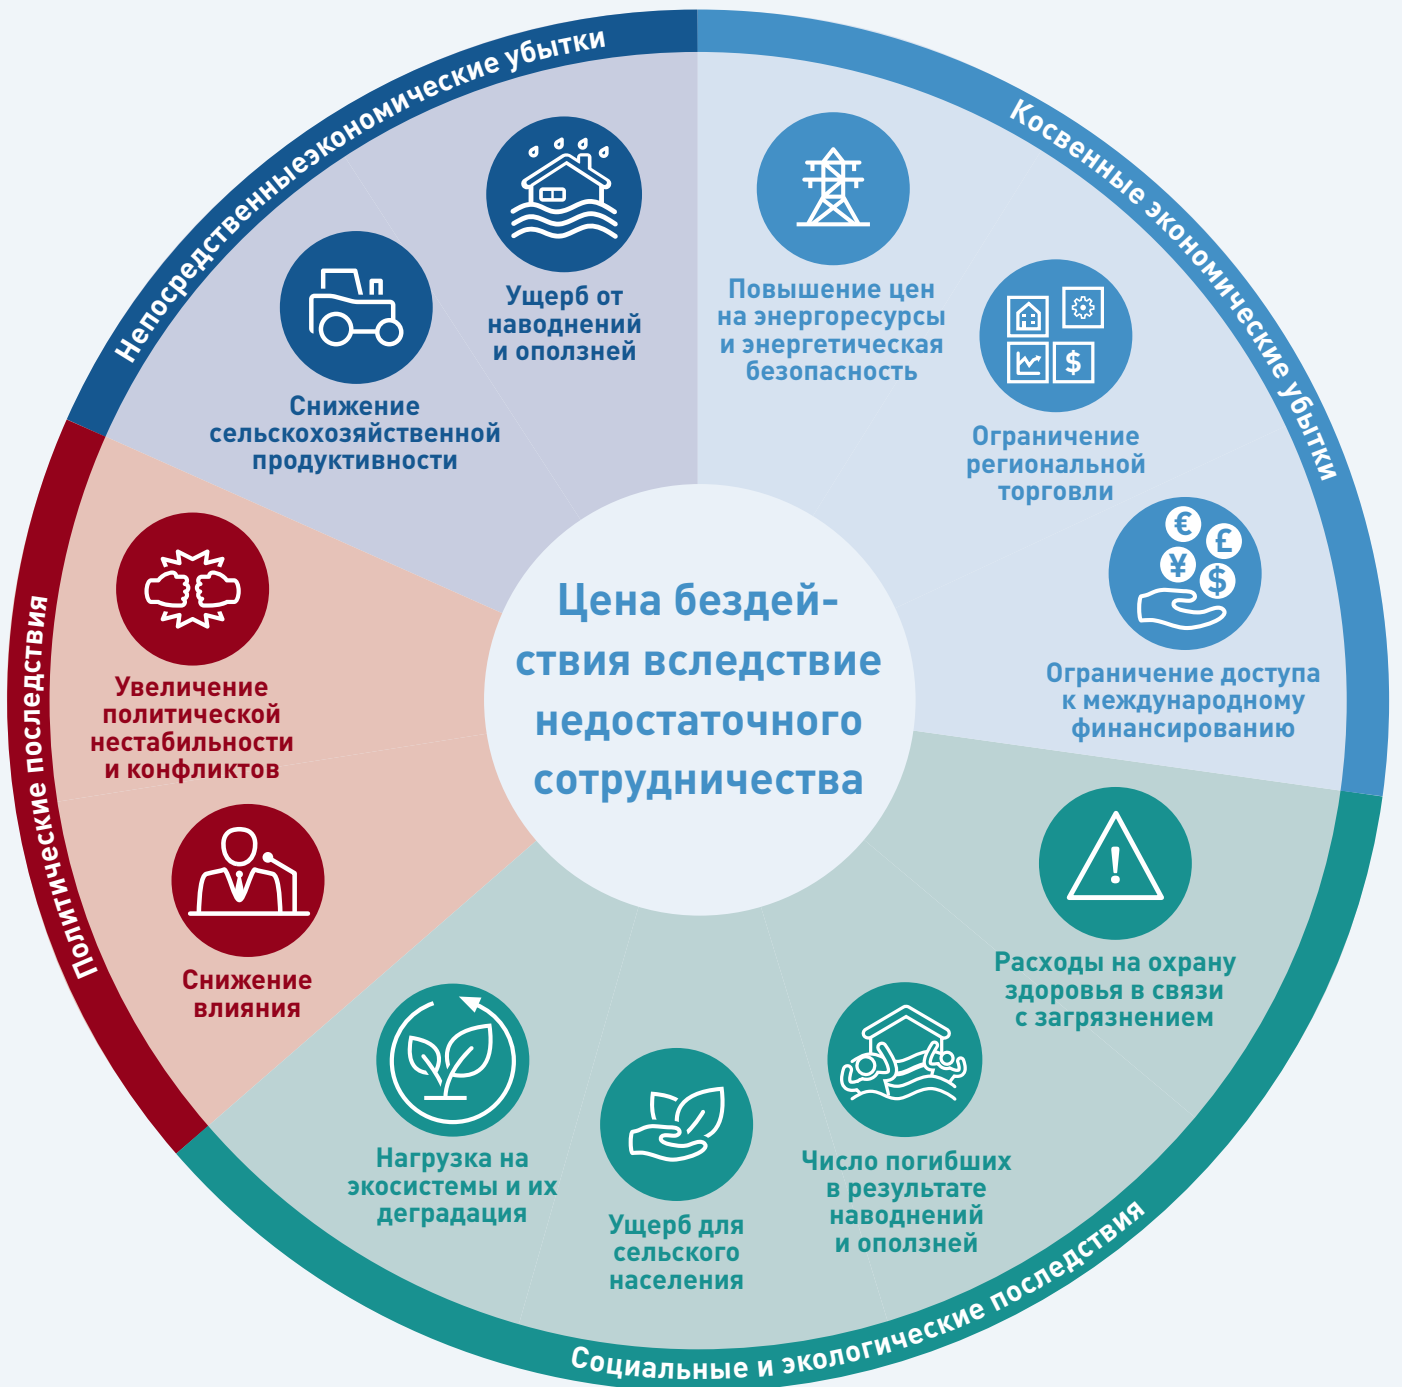 Непосредственныеэкономические убытки
Косвенные экономические убытки
Ущерб от
наводнений
и оползней
Повышение цен
на энергоресурсы
и энергетическая
безопасность
Снижение
сельскохозяйственной
продуктивности
$
Ограничение
региональной
торговли
€
£
¥
$
Ограничение доступа
к международному
финансированию
Цена бездей-
ствия вследствие
недостаточного
сотрудничества
Политические последствия
Увеличение
политической
нестабильности
и конфликтов
Снижение
влияния
!
Расходы на охрану
здоровья в связи
с загрязнением
Число погибших
в результате
наводнений
и оползней
Ущерб для
сельского
населения
Нагрузка на
экосистемы и их
деградация
Социальные и экологические последствия